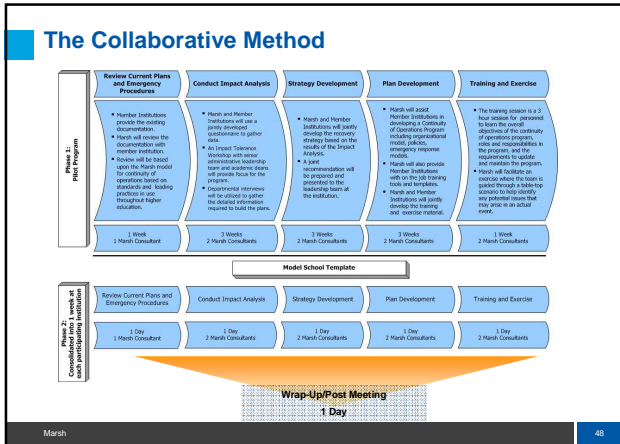 The Collaborative Method
Phase 1:
Pilot Program
Review Current Plans
and Emergency
Procedures
Conduct Impact Analysis
Strategy Development
Plan Development
Training and Exercise
▪ Member Institutions
provide the existing
documentation.
▪ Marsh will review the
documentation with
member institution.
▪ Review will be based
upon the Marsh model
for continuity of
operations based on
standards and leading
practices in use
throughout higher
education.
▪ Marsh and Member
Institutions will use a
jointly developed
questionnaire to gather
data.
▪ An Impact Tolerance
Workshop with senior
administrative leadership
team and academic deans
will provide focus for the
program.
▪ Departmental interviews
will be utilized to gather
the detailed information
required to build the plans.
▪ Marsh and Member
Institutions will jointly
develop the recovery
strategy based on the
results of the Impact
Analysis.
▪ A joint
recommendation will
be prepared and
presented to the
leadership team at
the institution.
▪ Marsh will assist
Member Institutions in
developing a Continuity
of Operations Program
including organizational
model, policies,
emergency response
models.
▪ Marsh will also provide
Member Institutions
with on the job training
tools and templates.
▪ Marsh and Member
Institutions will jointly
develop the training
and exercise material.
▪ The training session is a 3
hour session for personnel
to learn the overall
objectives of the continuity
of operations program,
roles and responsibilities in
the program, and the
requirements to update
and maintain the program.
▪ Marsh will facilitate an
exercise where the team is
guided through a table-top
scenario to help identify
any potential issues that
may arise in an actual
event.
1 Week
1 Marsh Consultant
3 Weeks
2 Marsh Consultants
3 Weeks
2 Marsh Consultants
3 Weeks
2 Marsh Consultants
1 Week
2 Marsh Consultants
Model School Template
Phase 2:
Consolidated into 1 week at
each participating institution
Review Current Plans and
Emergency Procedures
Conduct Impact Analysis
Strategy Development
Plan Development
Training and Exercise
1 Day
1 Marsh Consultant
1 Day
2 Marsh Consultants
1 Day
2 Marsh Consultants
1 Day
2 Marsh Consultants
1 Day
2 Marsh Consultants
Wrap-Up/Post Meeting
1 Day
Marsh
48